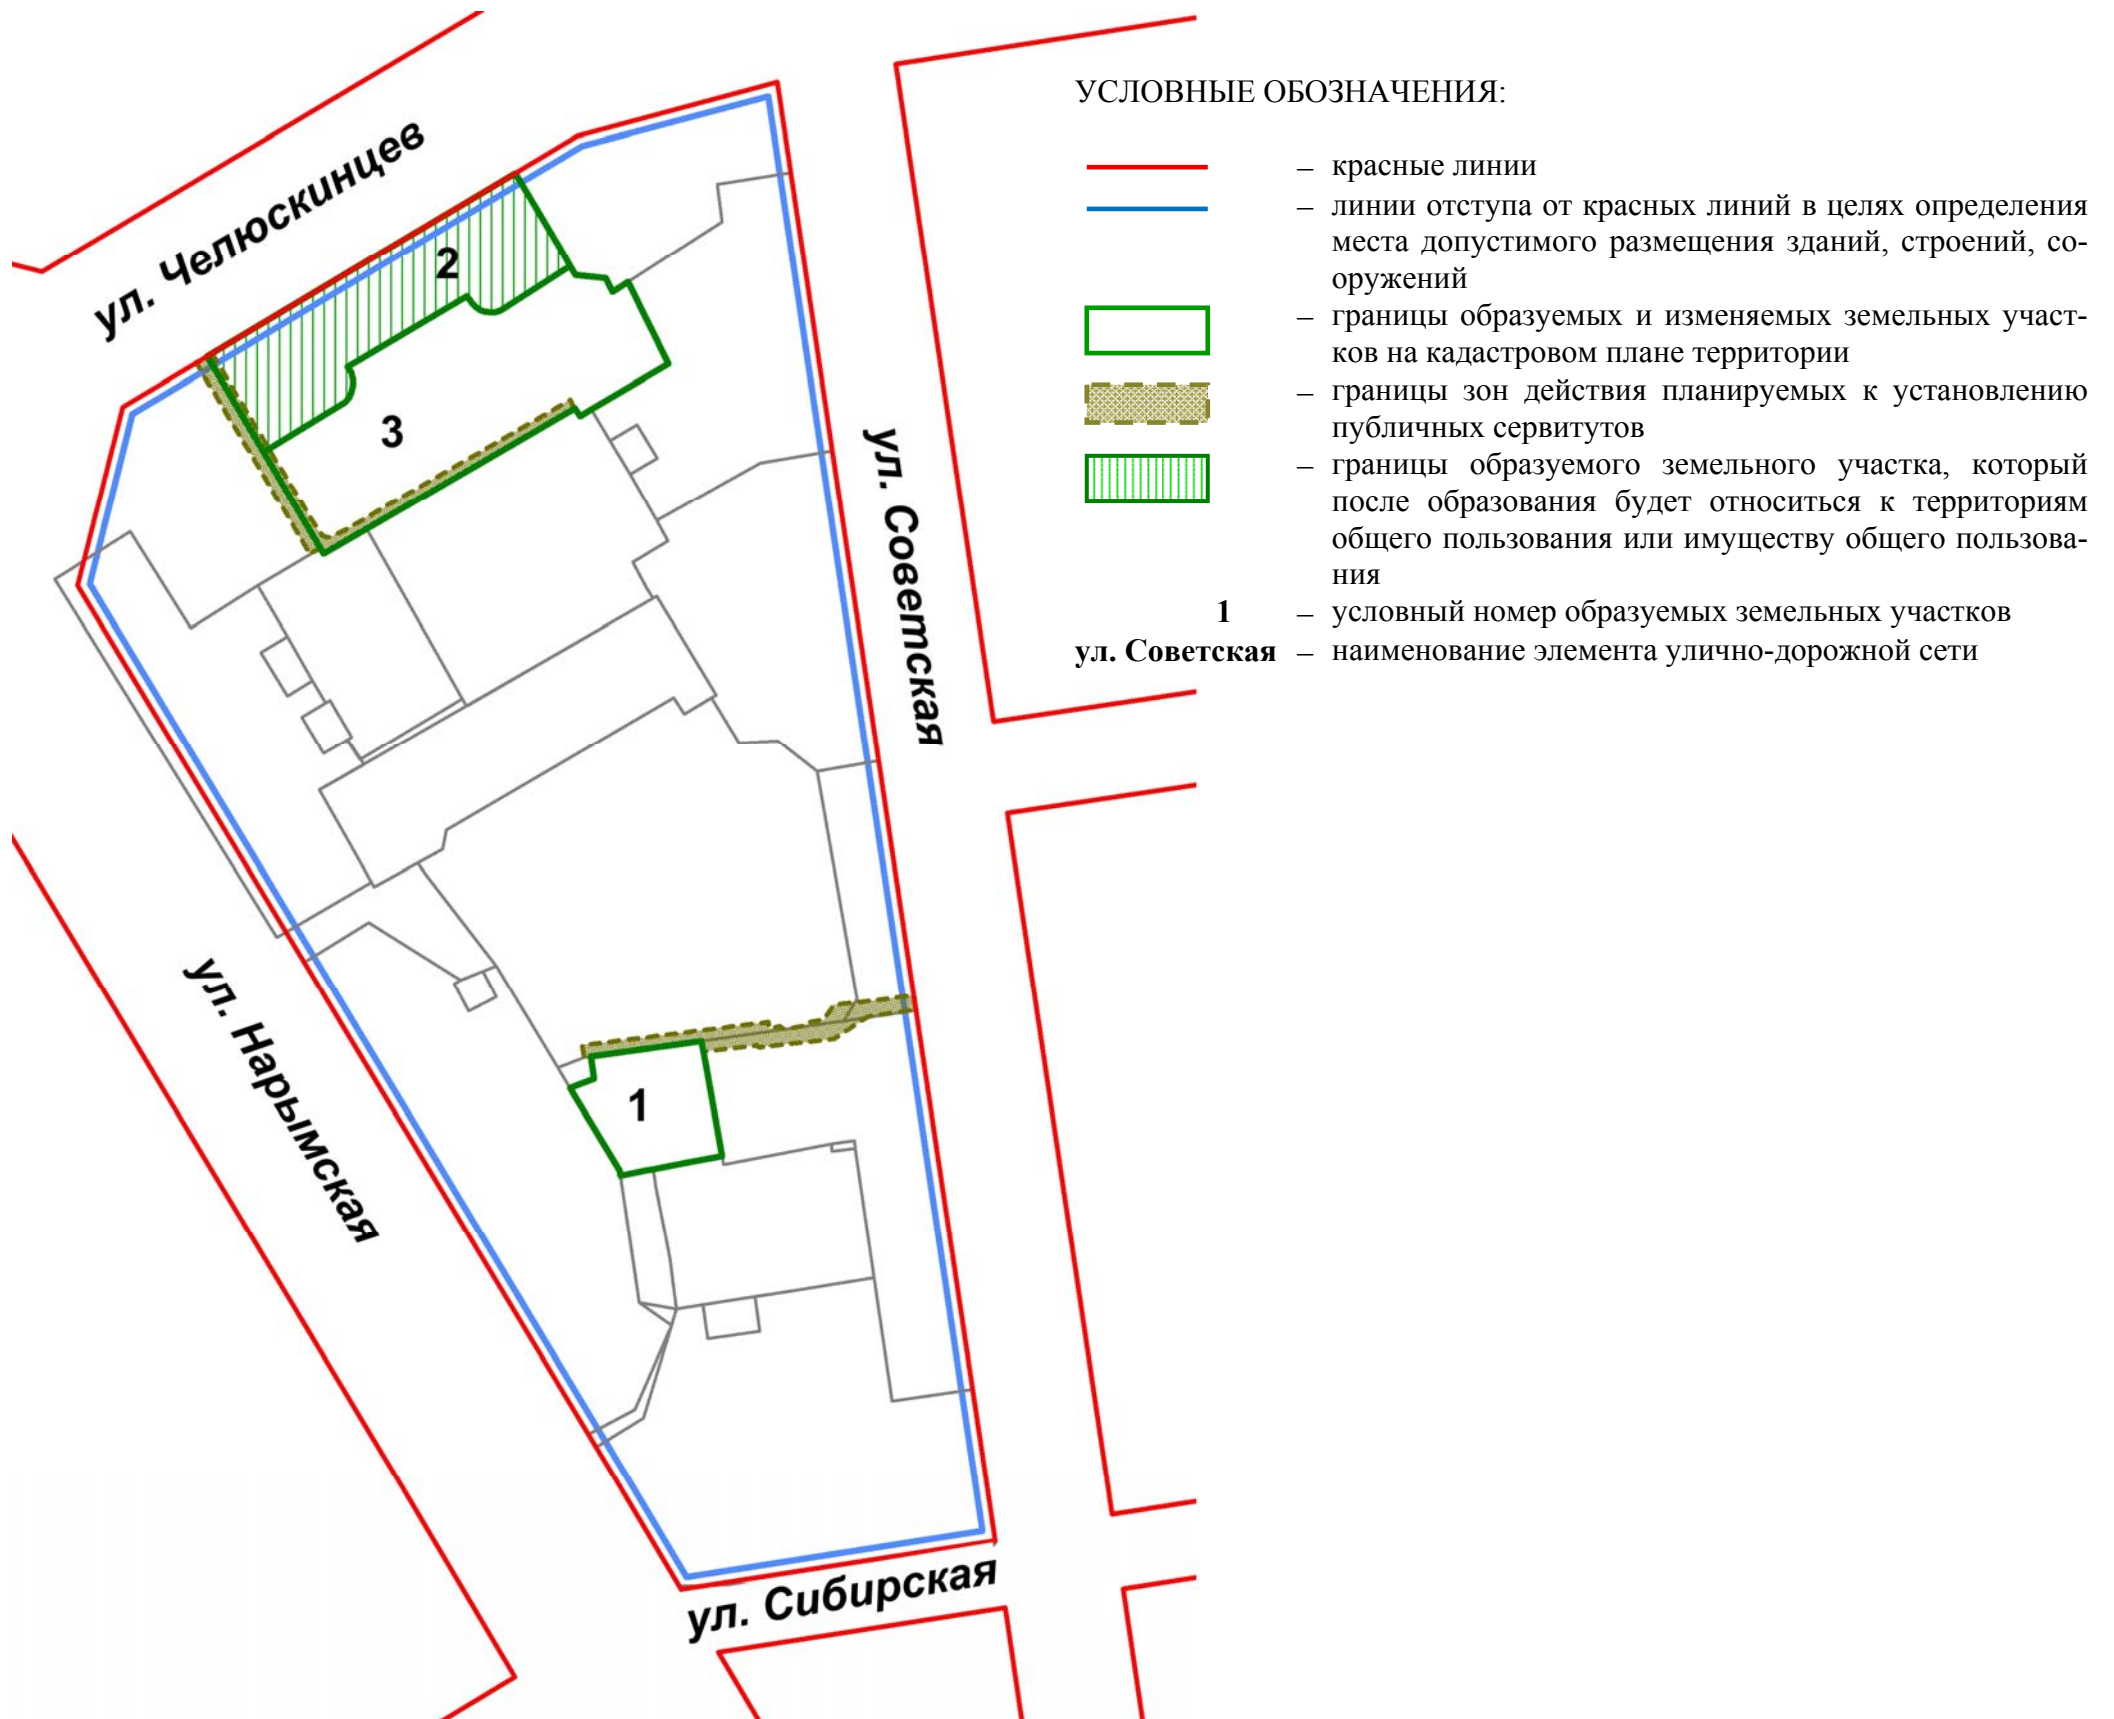 УСЛОВНЫЕ ОБОЗНАЧЕНИЯ:
– красные линии
– линии отступа от красных линий в целях определения
места допустимого размещения зданий, строений, со-
оружений
– границы образуемых и изменяемых земельных участ-
ков на кадастровом плане территории
– границы зон действия планируемых к установлению
публичных сервитутов
– границы образуемого земельного участка, который
после образования будет относиться к территориям
общего пользования или имуществу общего пользова-
ния
1 – условный номер образуемых земельных участков
ул. Советская – наименование элемента улично-дорожной сети
ул. Челюскинцев
2
3
ул. Советская
ул. Нарымская
1
ул. Сибирская